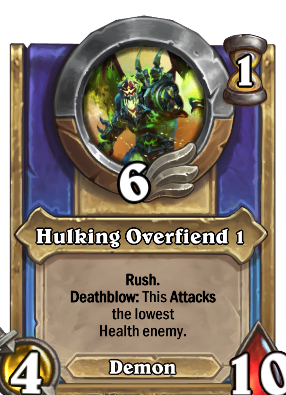 1
6
Hulking Overfiend 1
Rush.
Deathblow: This Attacks
the lowest
Health enemy.
4
Demon
10